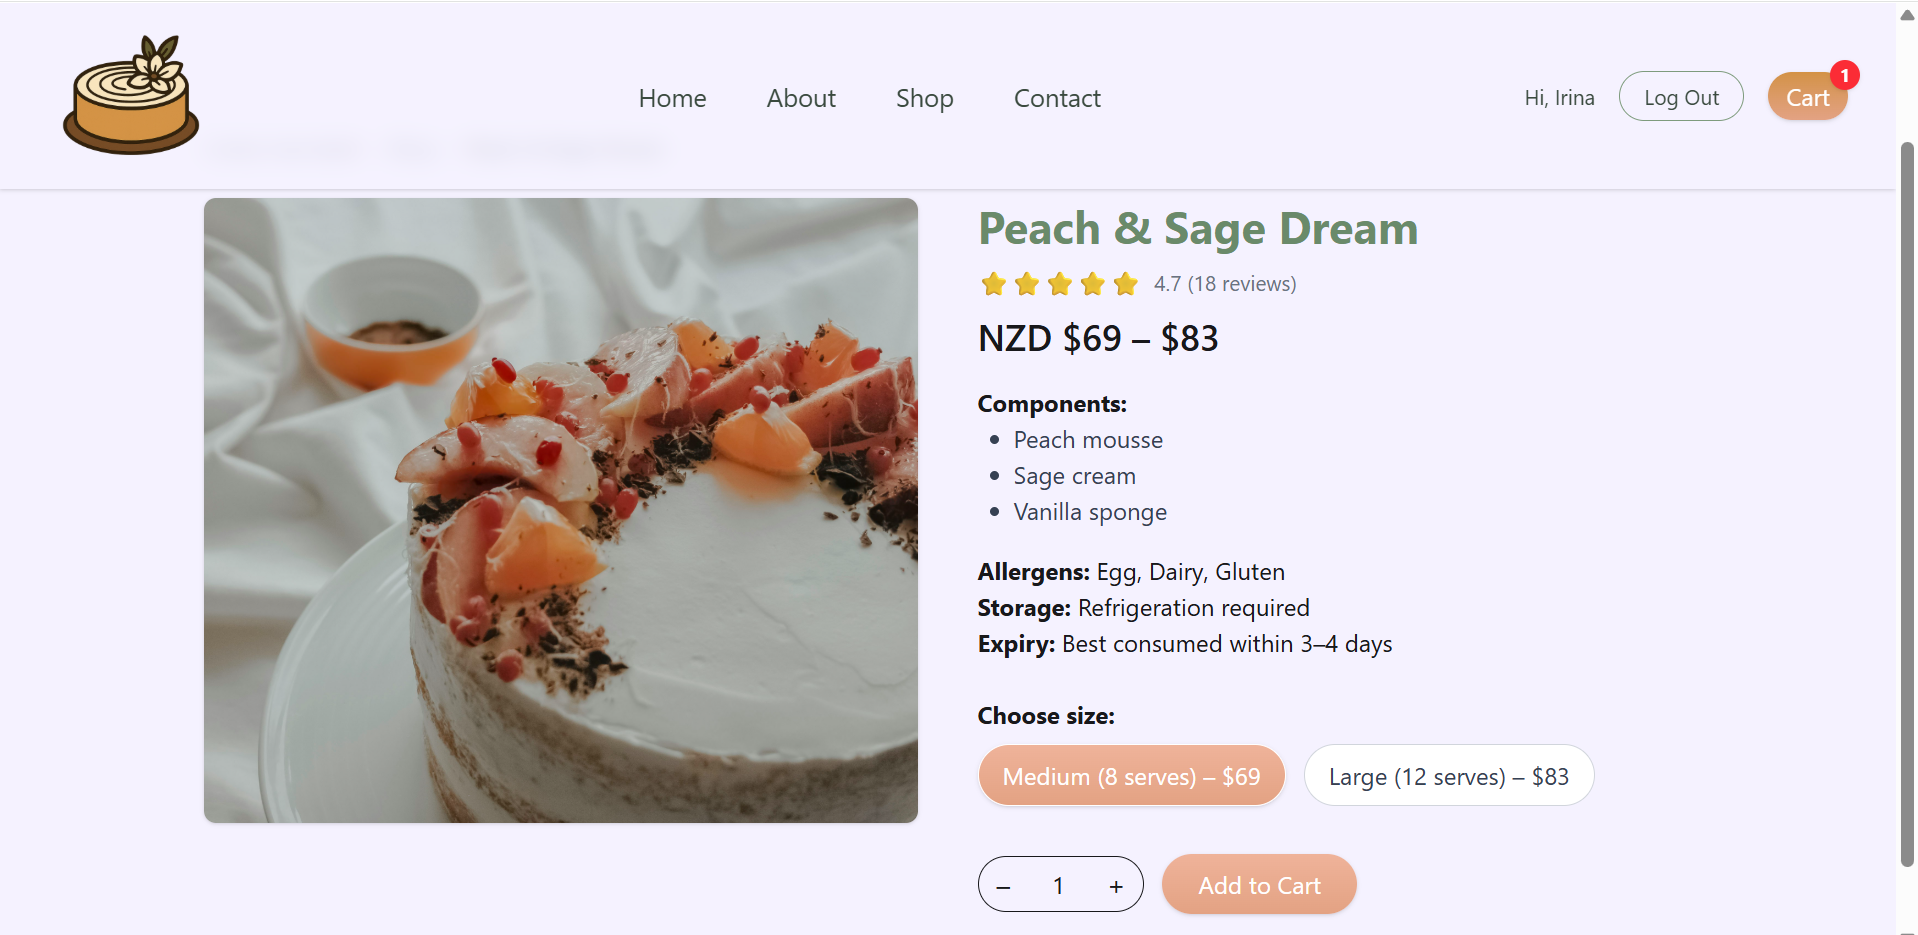 Home About Shop Contact Hi, Irina Log Out Cart 1
Peach & Sage Dream
4.7 (18 reviews)
NZD $69 – $83
Components:
Peach mousse
Sage cream
Vanilla sponge
Allergens: Egg, Dairy, Gluten
Storage: Refrigeration required
Expiry: Best consumed within 3–4 days
Choose size:
Medium (8 serves) – $69 Large (12 serves) – $83
– 1 + Add to Cart